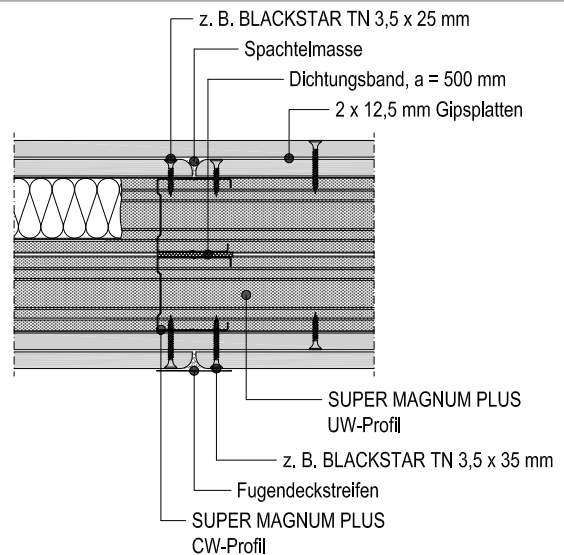 z. B. BLACKSTAR TN 3,5 x 25 mm
Spachtelmasse
Dichtungsband, a = 500 mm
2 x 12,5 mm Gipsplatten
SUPER MAGNUM PLUS
UW-Profil
z. B. BLACKSTAR TN 3,5 x 35 mm
Fugendeckstreifen
SUPER MAGNUM PLUS
CW-Profil